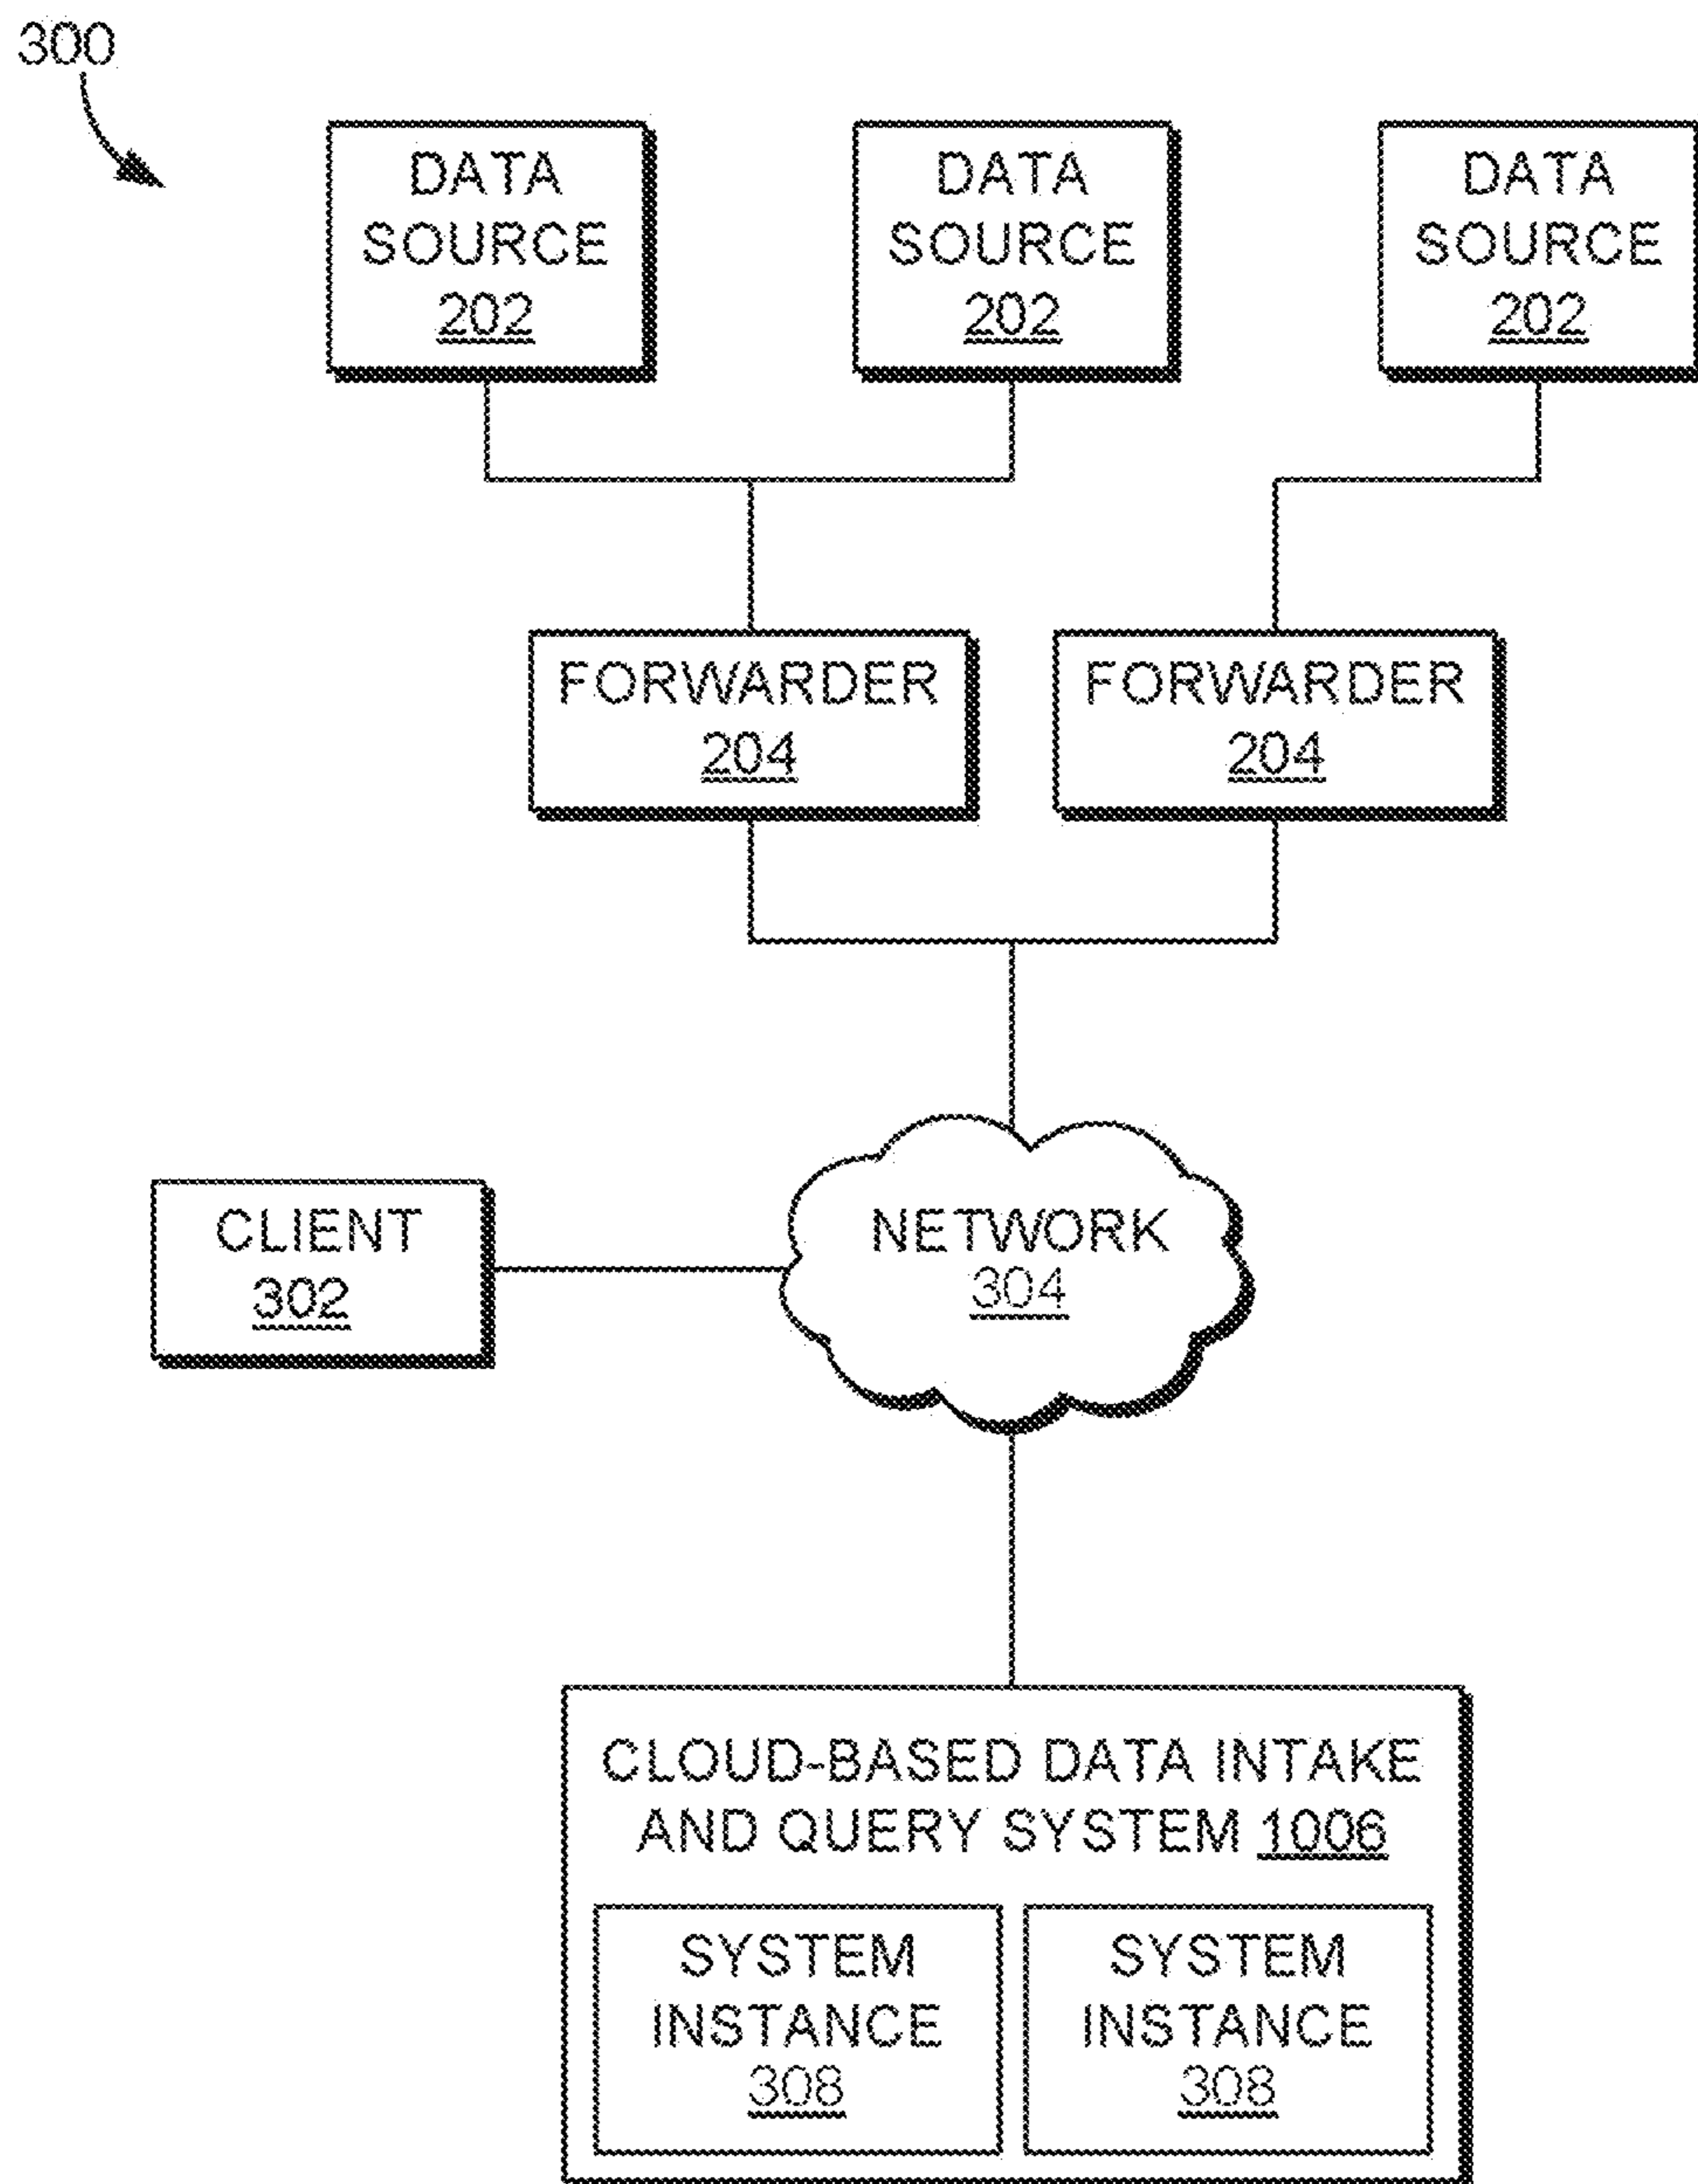 300
DATA
SOURCE
202
DATA
SOURCE
202
DATA
SOURCE
202
FORWARDER
204
FORWARDER
204
CLIENT
302
NETWORK
304
CLOUD-BASED DATA INTAKE
AND QUERY SYSTEM 1006
SYSTEM
INSTANCE
308
SYSTEM
INSTANCE
308